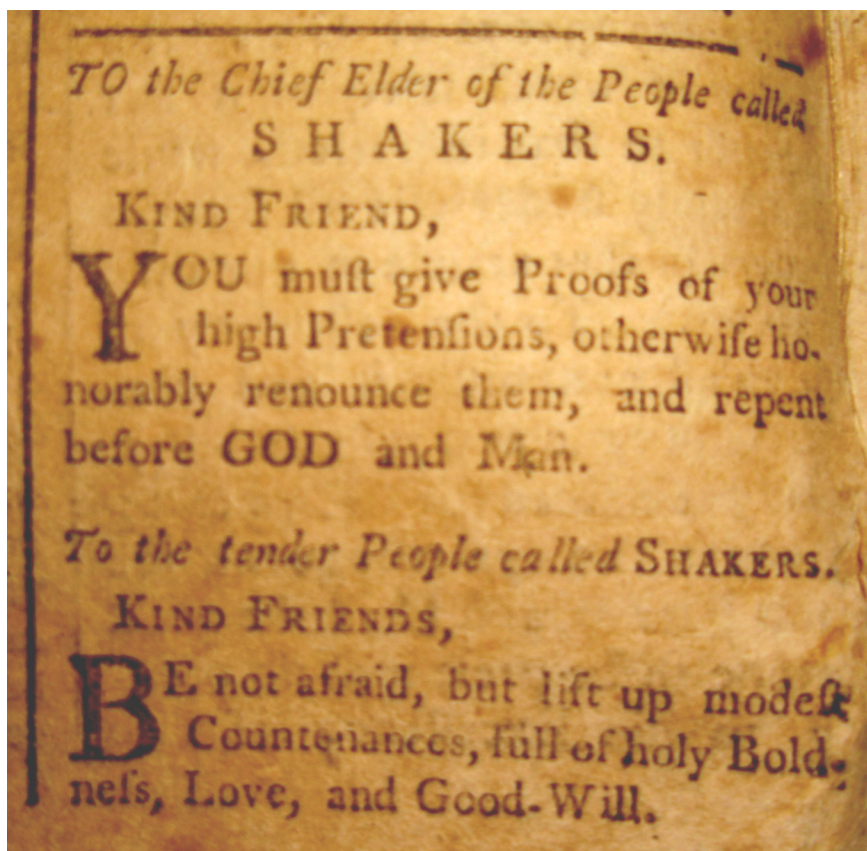 TO the Chief Elder of the People called
SHAKERS.
KIND FRIEND,
YOU muſt give Proofs of your
high Pretenſions, otherwiſe ho-
norably renounce them, and repent
before GOD and Man.
To the tender People called SHAKERS.
KIND FRIENDS,
BE not afraid, but lift up modeſt
Countenances, full of holy Bold-
neſs, Love, and Good-Will.